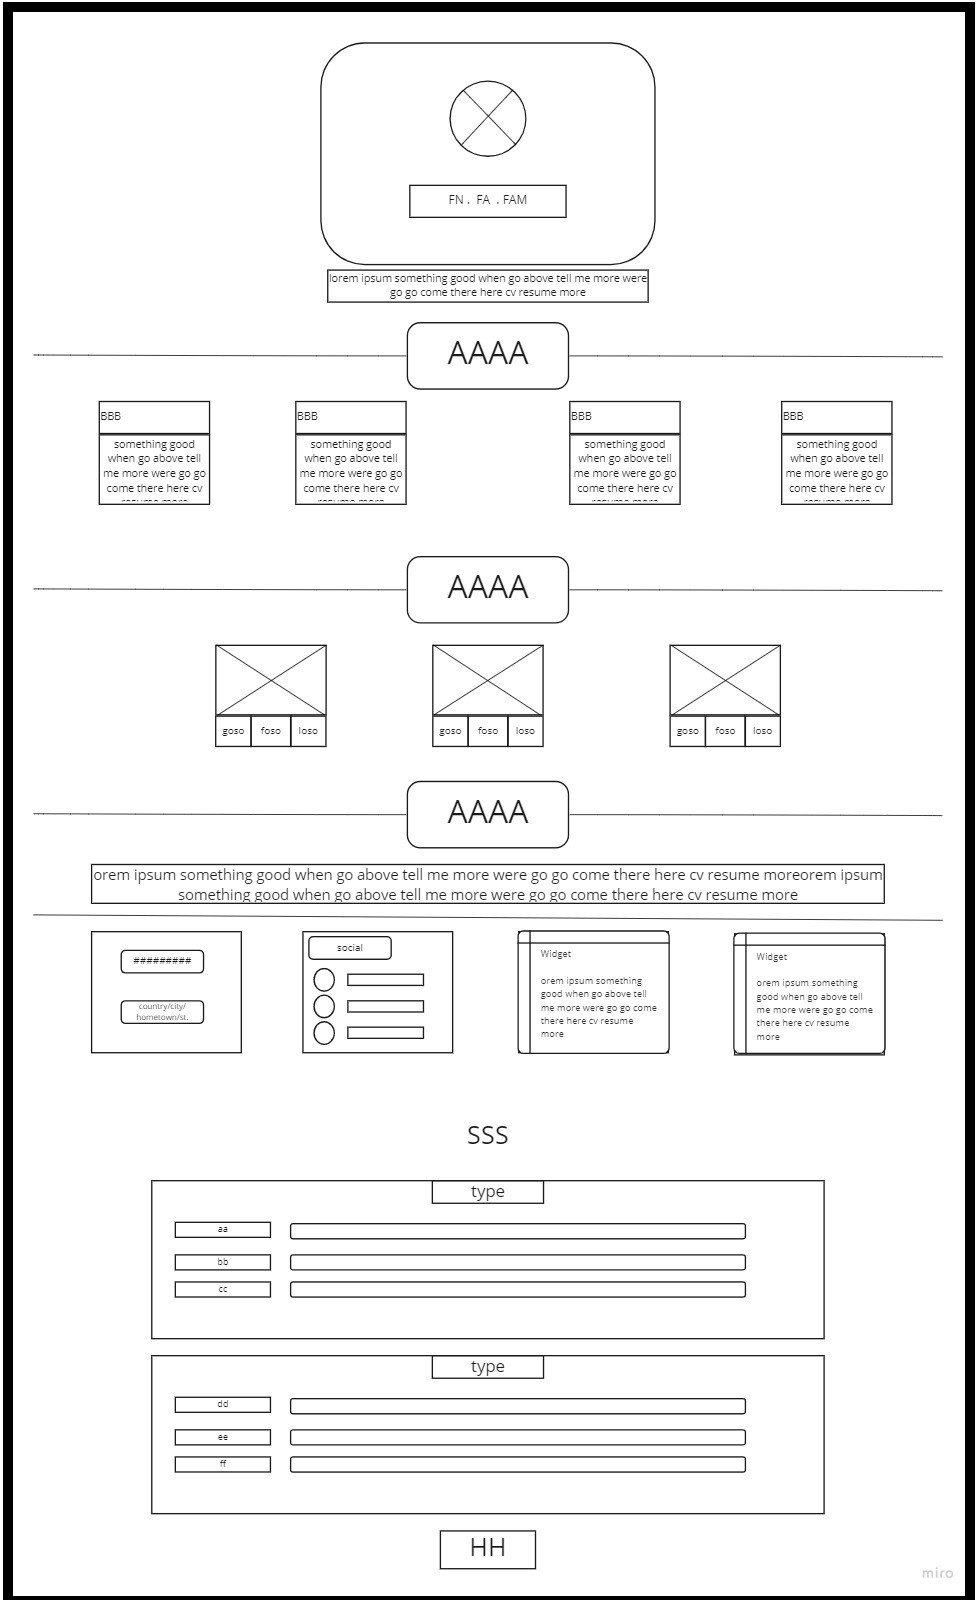 FN . FA . FAM
lorem ipsum something good when go above tell me more were
go go come there here cv resume more
AAAA
BBB
something good
when go above tell
me more were go go
come there here cv
resume more
BBB
something good
when go above tell
me more were go go
come there here cv
resume more
BBB
something good
when go above tell
me more were go go
come there here cv
resume more
BBB
something good
when go above tell
me more were go go
come there here cv
resume more
AAAA
goso foso loso
goso foso loso
goso foso loso
AAAA
orem ipsum something good when go above tell me more were go go come there here cv resume moreorem ipsum
something good when go above tell me more were go go come there here cv resume more
#########
country/city/
hometown/st.
social
Widget
orem ipsum something
good when go above tell
me more were go go come
there here cv resume
more
Widget
orem ipsum something
good when go above tell
me more were go go come
there here cv resume
more
SSS
type
aa
bb
cc
type
dd
ee
ff
HH
miro